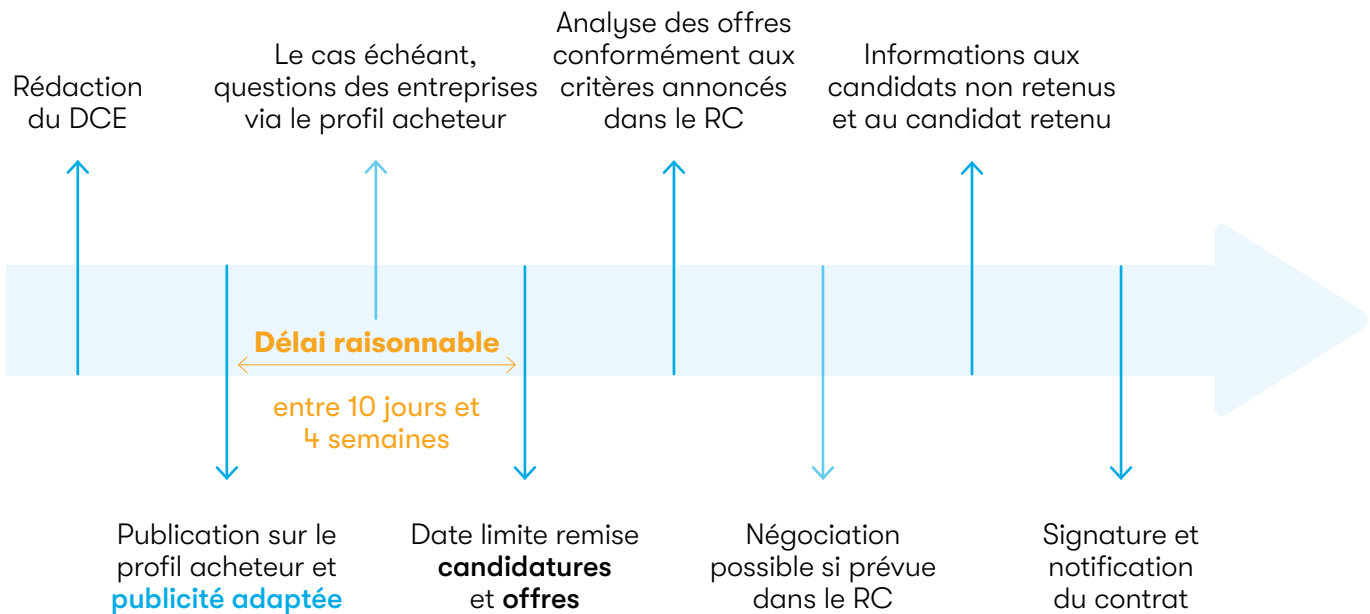 Rédaction
du DCE
Le cas échéant,
questions des entreprises
via le profil acheteur
Analyse des offres
conformément aux
critères annoncés
dans le RC
Informations aux
candidats non retenus
et au candidat retenu
Délai raisonnable
entre 10 jours et
4 semaines
Publication sur le
profil acheteur et
publicité adaptée
Date limite remise
candidatures
et offres
Négociation
possible si prévue
dans le RC
Signature et
notification
du contrat